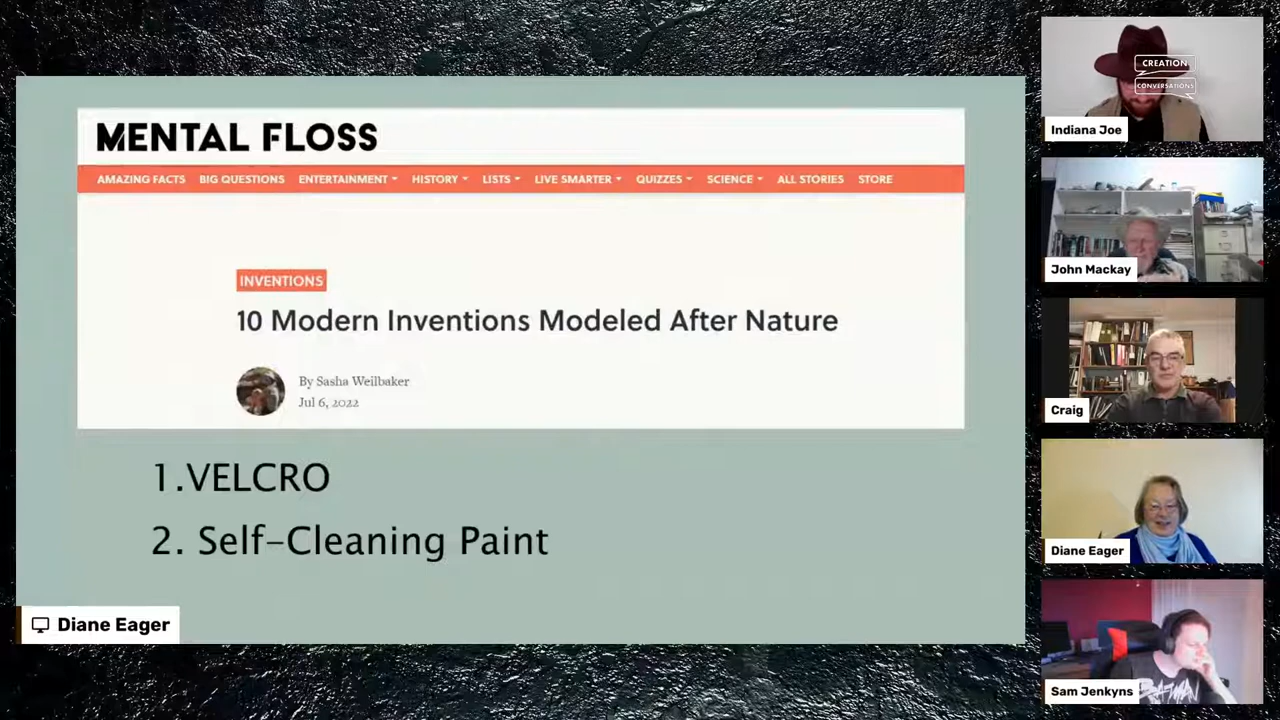 MENTAL FLOSS
AMAZING FACTS BIG QUESTIONS ENTERTAINMENT HISTORY LISTS LIVE SMARTER QUIZZES SCIENCE ALL STORIES STORE
INVENTIONS
10 Modern Inventions Modeled After Nature
By Sasha Weilbaker
Jul 6, 2022
1.VELCRO
2. Self-Cleaning Paint
Diane Eager
CREATION
CONVERSATIONS
Indiana Joe
John Mackay
Craig
Diane Eager
Sam Jenkyns
BATMAN